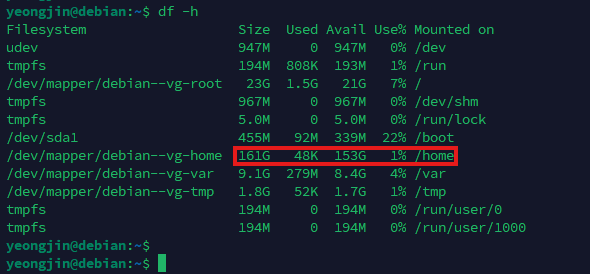 yeongjin@debian:~$ df -h
Filesystem Size Used Avail Use% Mounted on
udev 947M 0 947M 0% /dev
tmpfs 194M 808K 193M 1% /run
/dev/mapper/debian--vg-root 23G 1.5G 21G 7% /
tmpfs 967M 0 967M 0% /dev/shm
tmpfs 5.0M 0 5.0M 0% /run/lock
/dev/sda1 455M 92M 339M 22% /boot
/dev/mapper/debian--vg-home 161G 48K 153G 1% /home
/dev/mapper/debian--vg-var 9.1G 279M 8.4G 4% /var
/dev/mapper/debian--vg-tmp 1.8G 52K 1.7G 1% /tmp
tmpfs 194M 0 194M 0% /run/user/0
tmpfs 194M 0 194M 0% /run/user/1000
yeongjin@debian:~$
yeongjin@debian:~$